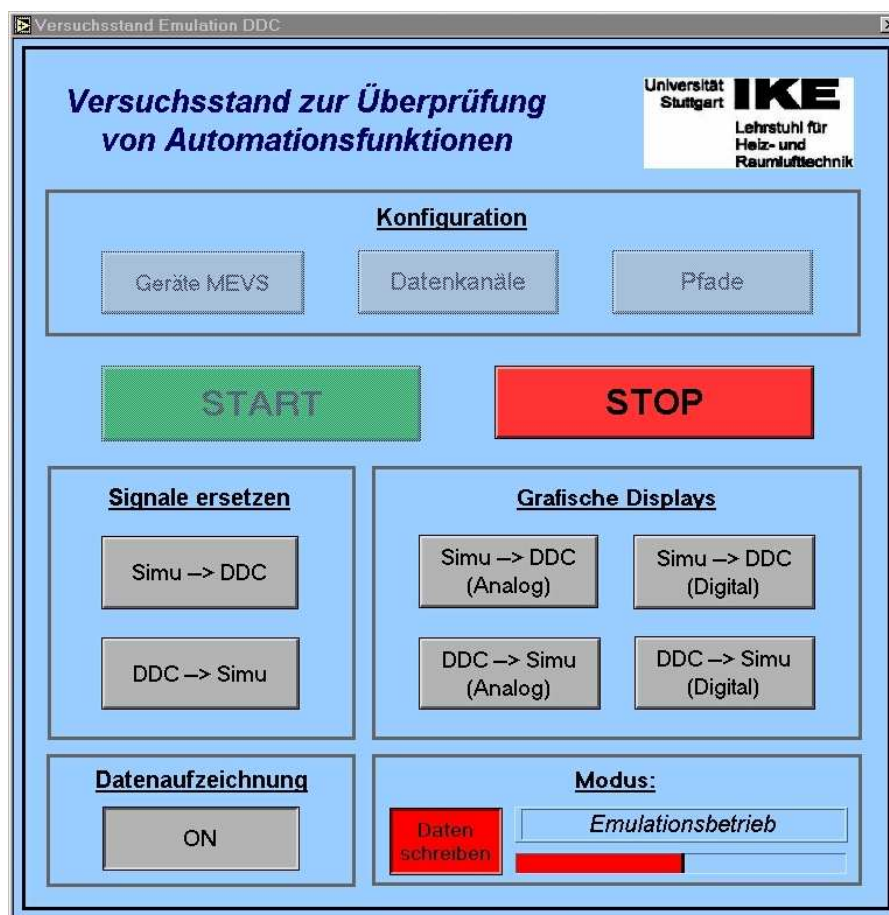 Versuchsstand Emulation DDC
Versuchsstand zur Überprüfung
von Automationsfunktionen
Universität
Stuttgart
IKE
Lehrstuhl für
Heiz- und
Raumlufttechnik
Konfiguration
Geräte MEVS
Datenkanäle
Pfade
START
STOP
Signale ersetzen
Simu –> DDC
DDC –> Simu
Grafische Displays
Simu –> DDC
(Analog)
Simu –> DDC
(Digital)
DDC –> Simu
(Analog)
DDC –> Simu
(Digital)
Datenaufzeichnung
ON
Modus:
Daten
schreiben
Emulationsbetrieb